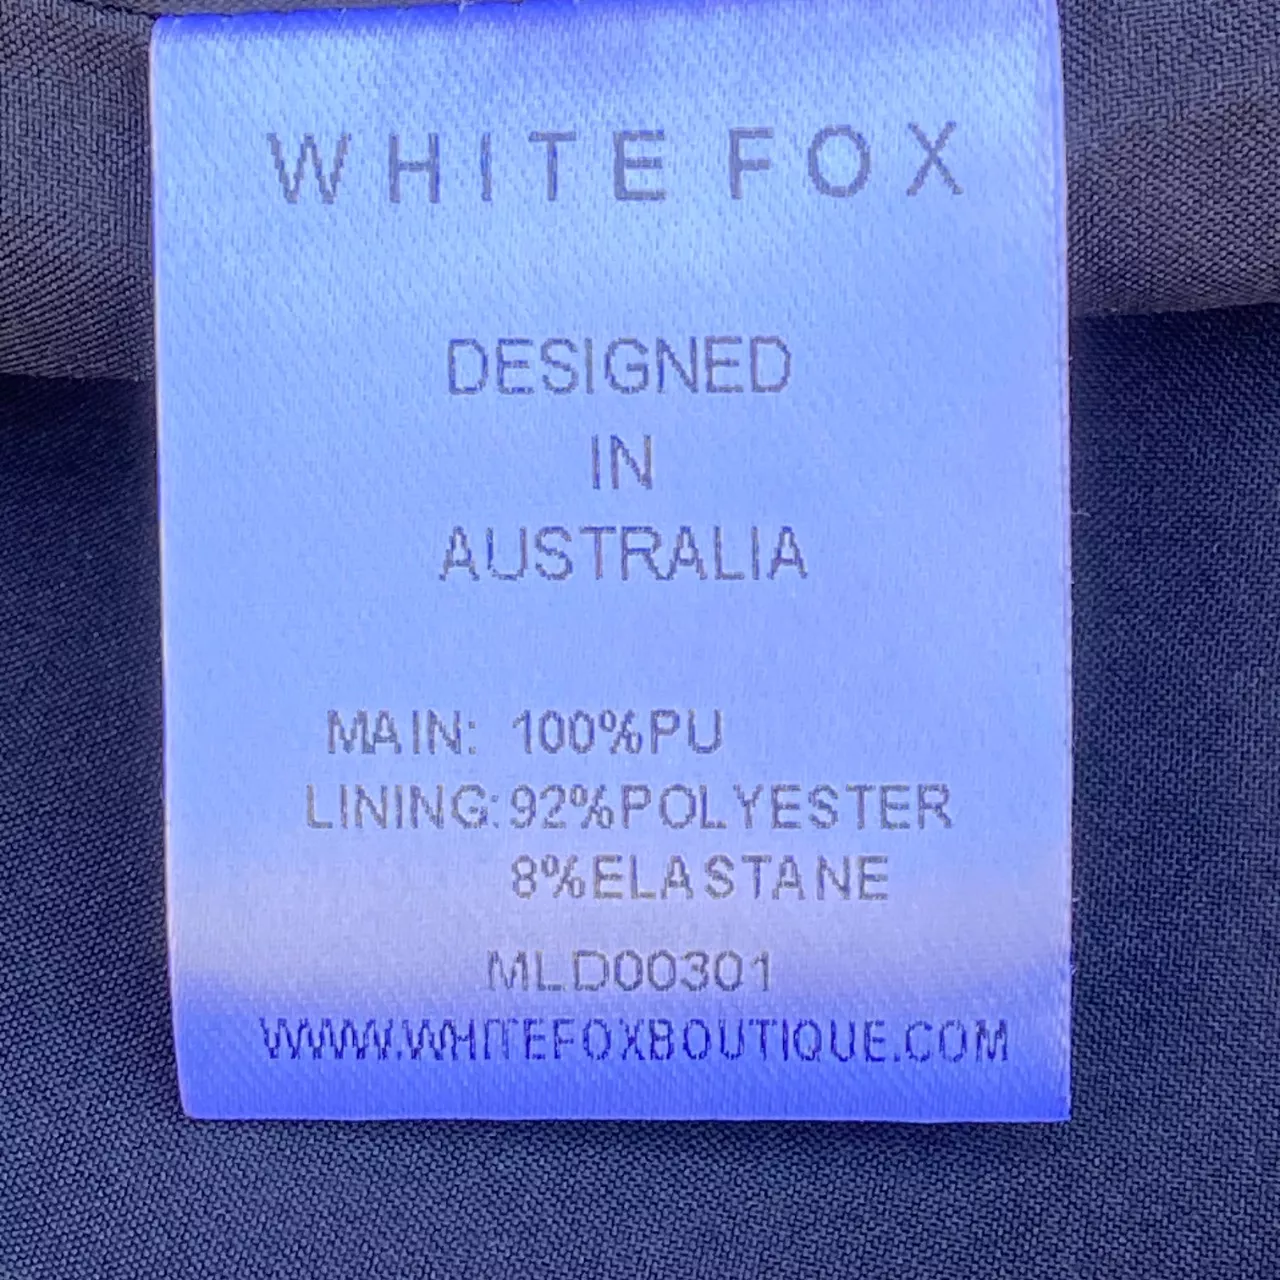 WHITE FOX
DESIGNED
IN
AUSTRALIA
MAIN: 100%PU
LINING:92%POLYESTER
8%ELASTANE
MLD00301
WWW.WHITEFOXBOUTIQUE.COM